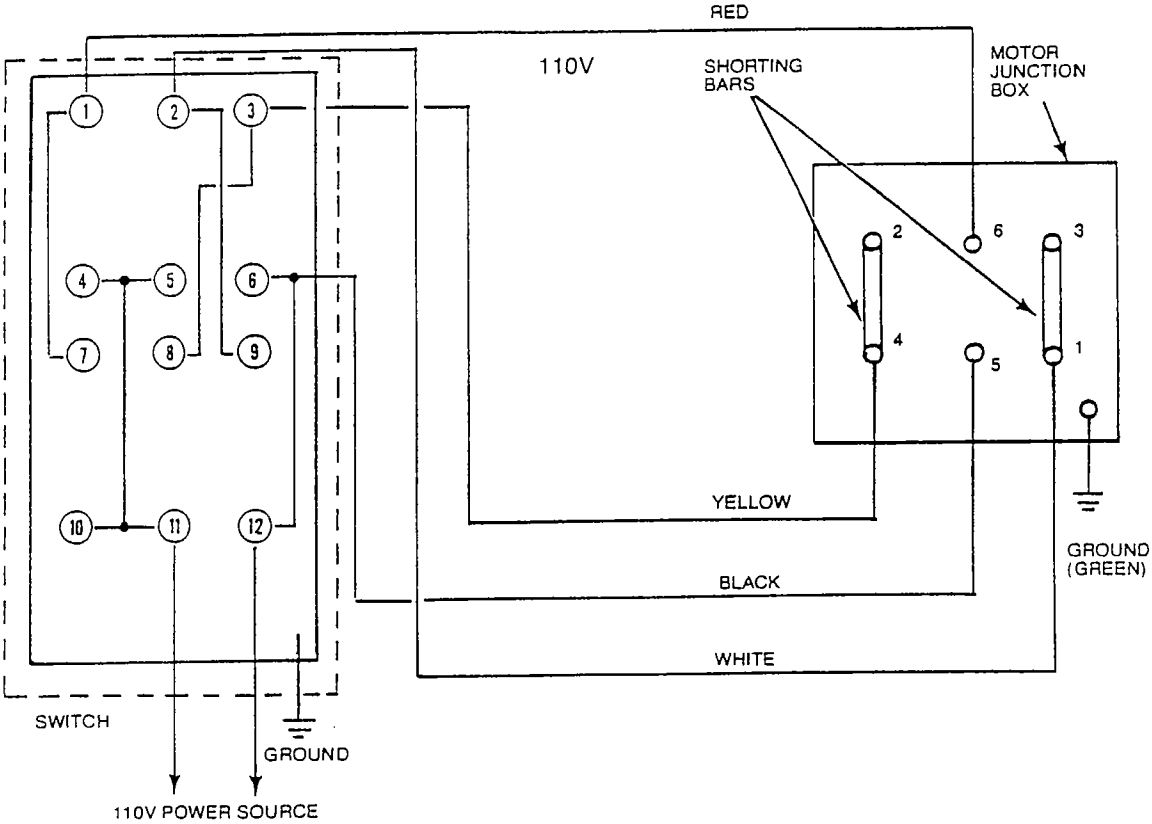 RED
110V
SHORTING
BARS
MOTOR
JUNCTION
BOX
1
2
3
2
6
3
4
5
6
7
8
9
4
5
1
10
11
12
YELLOW
GROUND
(GREEN)
BLACK
WHITE
SWITCH
GROUND
110V POWER SOURCE